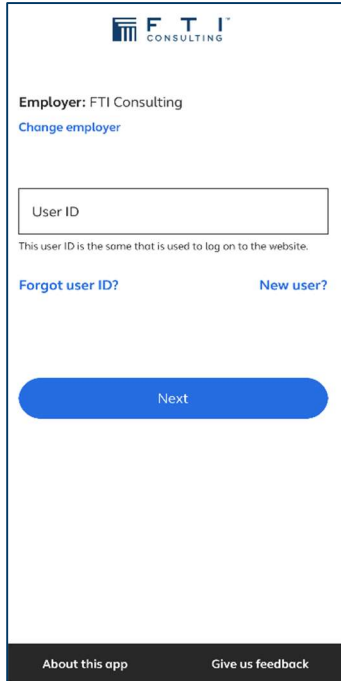 F T I™
CONSULTING
Employer: FTI Consulting
Change employer
User ID
This user ID is the same that is used to log on to the website.
Forgot user ID? New user?
Next
About this app Give us feedback